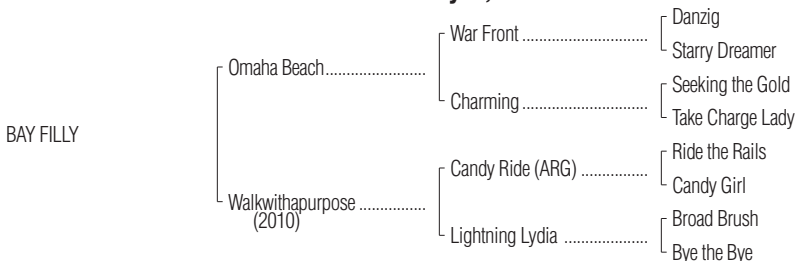 Danzig
War Front ..............................
Starry Dreamer
Omaha Beach........................
Seeking the Gold
Charming ..............................
Take Charge Lady
BAY FILLY
Ride the Rails
Candy Ride (ARG) ................
Candy Girl
Walkwithapurpose ................
(2010)
Broad Brush
Lightning Lydia ....................
Bye the Bye